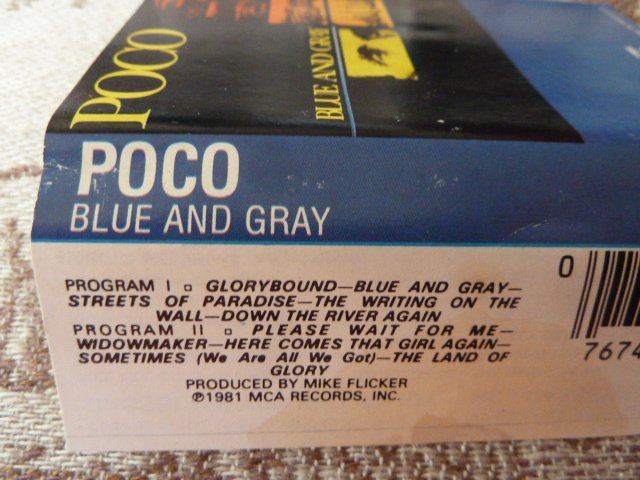 POCO
BLUE AND GRAY
POCO
BLUE AND GRAY
PROGRAM I ▫ GLORYBOUND—BLUE AND GRAY—
STREETS OF PARADISE—THE WRITING ON THE
WALL—DOWN THE RIVER AGAIN
PROGRAM II ▫ PLEASE WAIT FOR ME—
WIDOWMAKER—HERE COMES THAT GIRL AGAIN—
SOMETIMES (We Are All We Got)—THE LAND OF
GLORY
PRODUCED BY MIKE FLICKER
℗1981 MCA RECORDS, INC.
0
7674